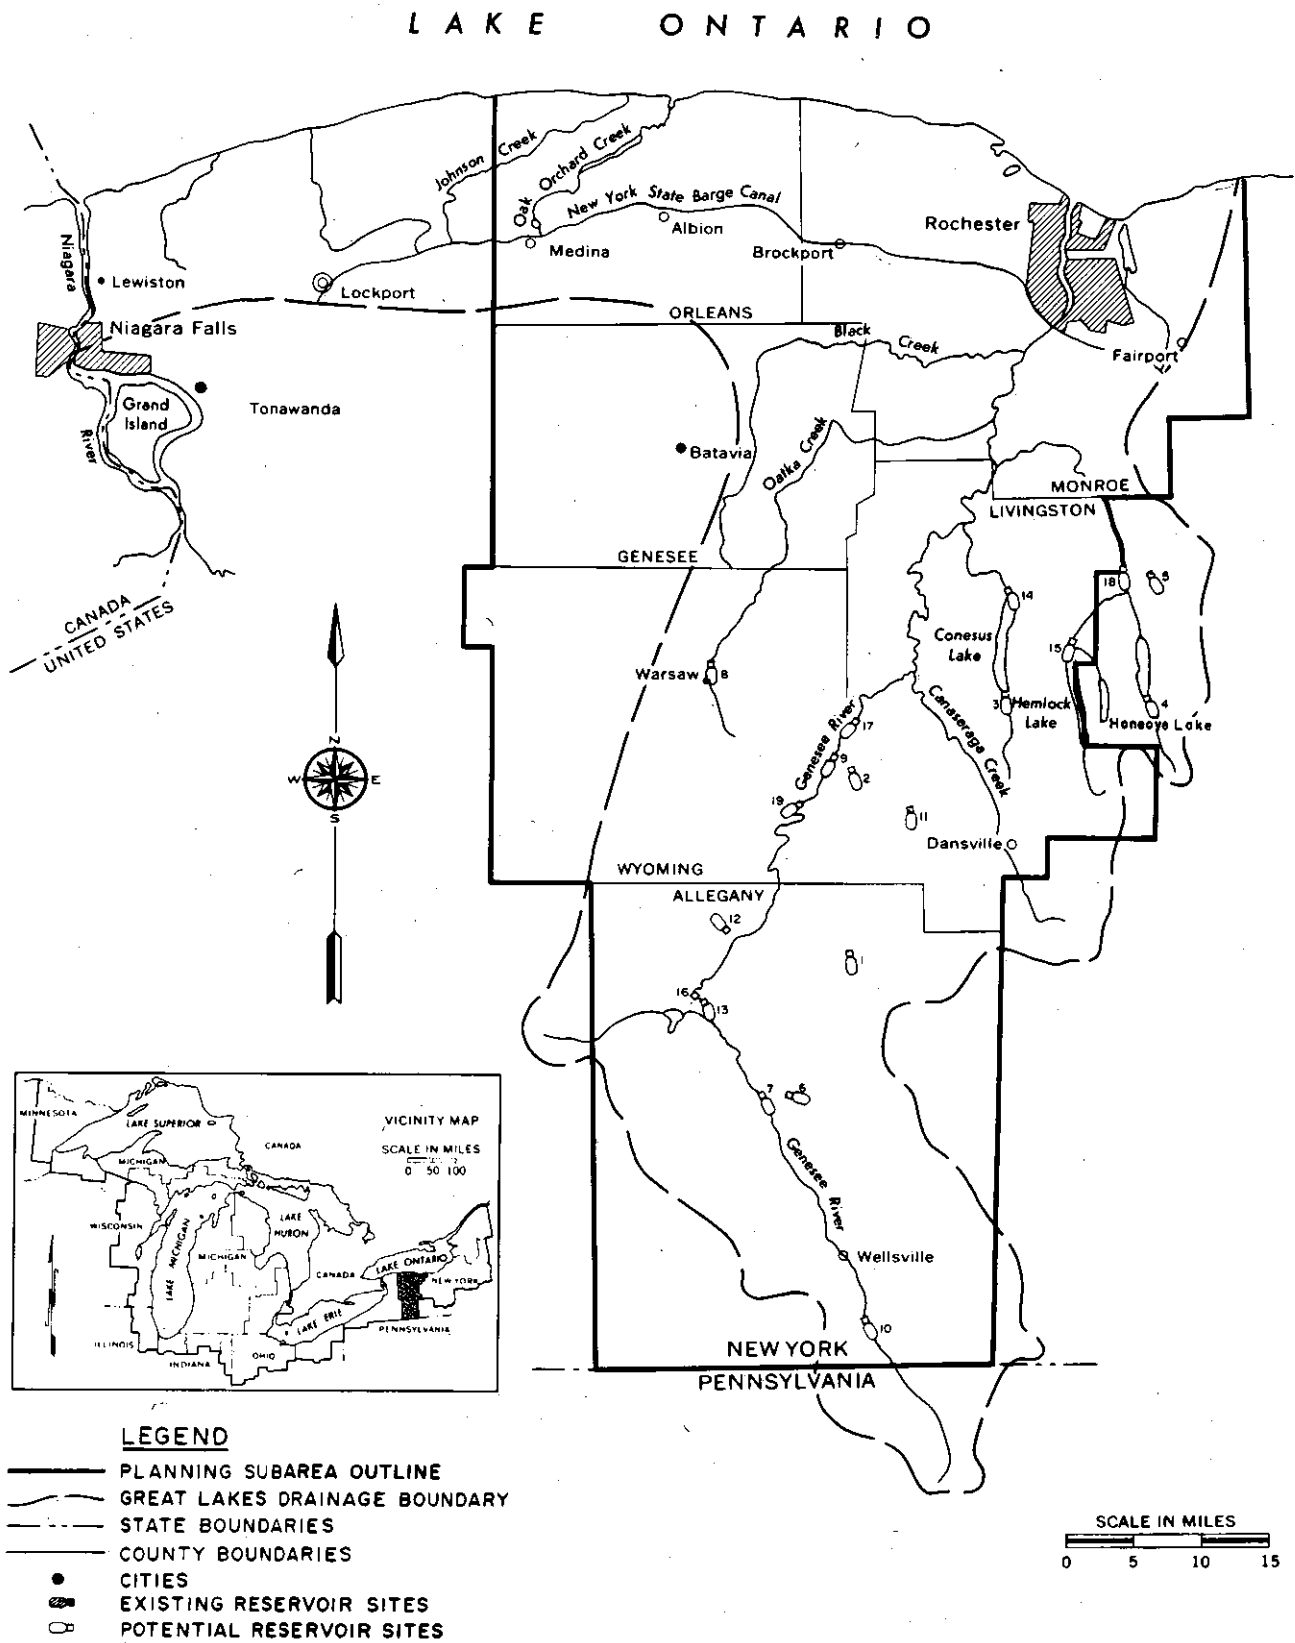 LAKE ONTARIO
Johnson Creek
Oak Orchard Creek
New York State Barge Canal
Rochester
Albion
Medina
Brockport
Niagara
Lewiston
Lockport
ORLEANS
Niagara Falls
Black Creek
Fairport
Grand
Island
Tonawanda
River
Batavia
Oatka Creek
MONROE
LIVINGSTON
GENESEE
CANADA
UNITED STATES
18
5
14
Conesus
Lake
15
Warsaw
8
3
Hemlock
Lake
4
Honeoye Lake
Genesee River
17
Canaseraga Creek
9
2
19
11
Dansville
N
W
E
S
WYOMING
ALLEGANY
12
1
16
13
7
6
Genesee River
Wellsville
10
NEW YORK
PENNSYLVANIA
MINNESOTA
LAKE SUPERIOR
CANADA
VICINITY MAP
SCALE IN MILES
0 50 100
MICHIGAN
WISCONSIN
LAKE MICHIGAN
LAKE
HURON
MICHIGAN
CANADA
LAKE ONTARIO
NEW YORK
LAKE ERIE
PENNSYLVANIA
ILLINOIS
INDIANA
OHIO
LEGEND
PLANNING SUBAREA OUTLINE
GREAT LAKES DRAINAGE BOUNDARY
STATE BOUNDARIES
COUNTY BOUNDARIES
CITIES
EXISTING RESERVOIR SITES
POTENTIAL RESERVOIR SITES
SCALE IN MILES
0 5 10 15